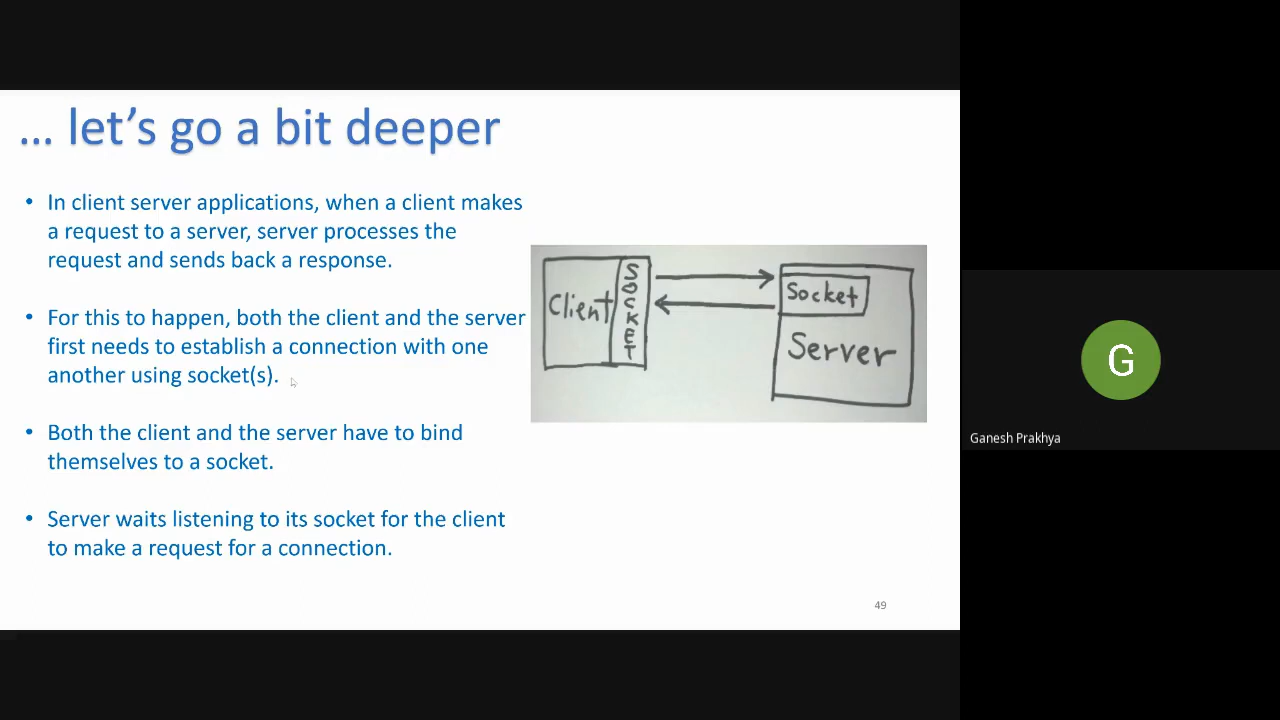 ... let's go a bit deeper
• In client server applications, when a client makes
a request to a server, server processes the
request and sends back a response.
• For this to happen, both the client and the server
first needs to establish a connection with one
another using socket(s).
• Both the client and the server have to bind
themselves to a socket.
• Server waits listening to its socket for the client
to make a request for a connection.
Client
SOCKET
Socket
Server
49
G
Ganesh Prakhya